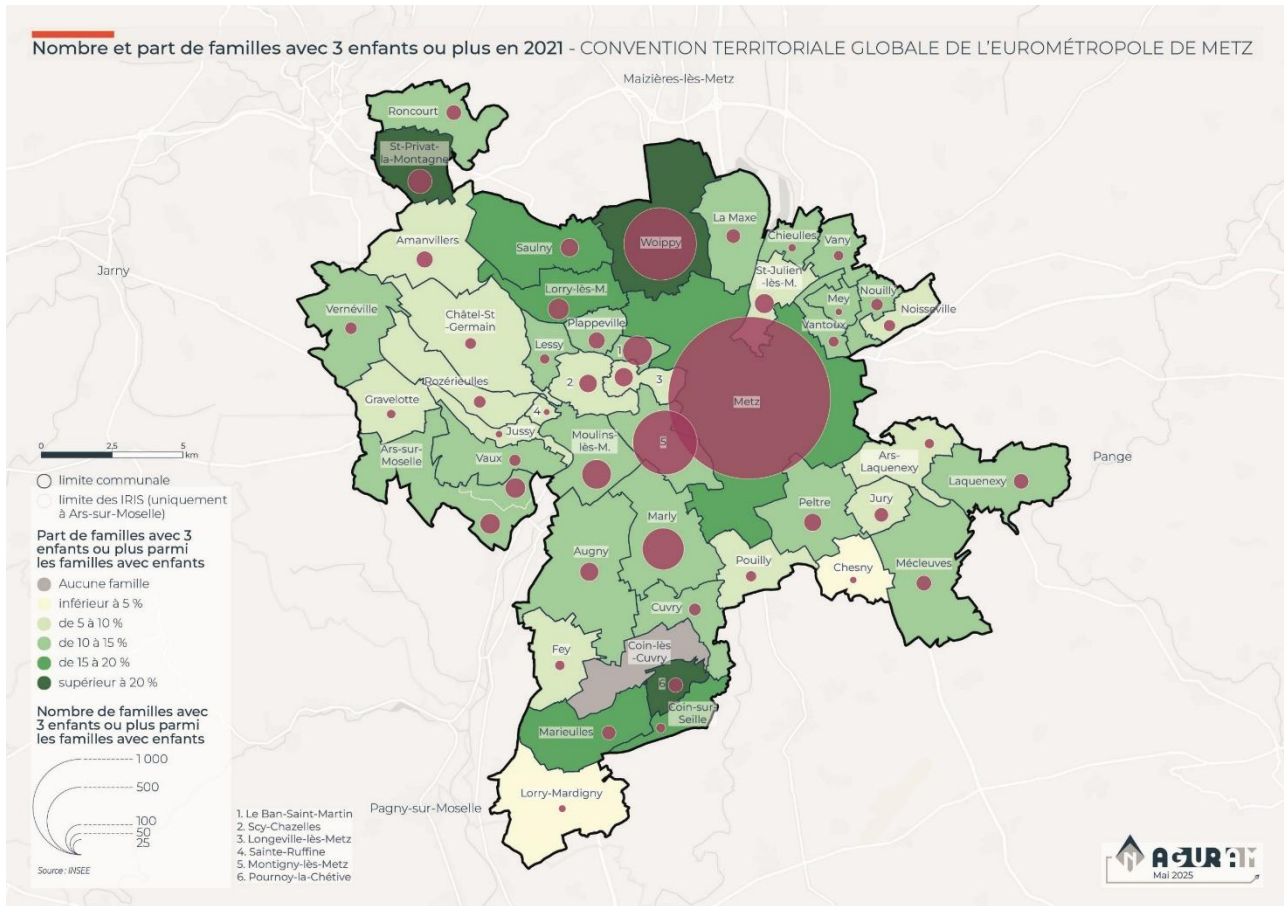 Nombre et part de familles avec 3 enfants ou plus en 2021 - CONVENTION TERRITORIALE GLOBALE DE L'EUROMÉTROPOLE DE METZ
Maizières-lès-Metz
Roncourt
St-Privat-
la-Montagne
Woippy
La Maxe
Amanvillers
Saulny
Chieulles
Vany
Jarny
St-Julien
-lès-M.
Lorry-lès-M.
Mey
Nouilly
Noisseville
Vernéville
Châtel-St
-Germain
Plappeville
Vantoux
Lessy
1
2
3
Rozérieulles
Gravelotte
4
Metz
Jussy
5
Moulins-
lès-M.
Ars-sur-
Moselle
Vaux
Ars-
Laquenexy
Pange
Laquenexy
Jury
Peltre
Marly
Augny
Pouilly
Chesny
Mécleuves
Cuvry
Fey
Coin-lès
-Cuvry
6
Coin-sur
Seille
Marieulles
Lorry-Mardigny
Pagny-sur-Moselle
0 2,5 5
km
limite communale
limite des IRIS (uniquement
à Ars-sur-Moselle)
Part de familles avec 3
enfants ou plus parmi
les familles avec enfants
Aucune famille
inférieur à 5 %
de 5 à 10 %
de 10 à 15 %
de 15 à 20 %
supérieur à 20 %
Nombre de familles avec
3 enfants ou plus parmi
les familles avec enfants
1 000
500
100
50
25
Source : INSEE
1. Le Ban-Saint-Martin
2. Scy-Chazelles
3. Longeville-lès-Metz
4. Sainte-Ruffine
5. Montigny-lès-Metz
6. Pournoy-la-Chétive
N
AGURAM
Mai 2025